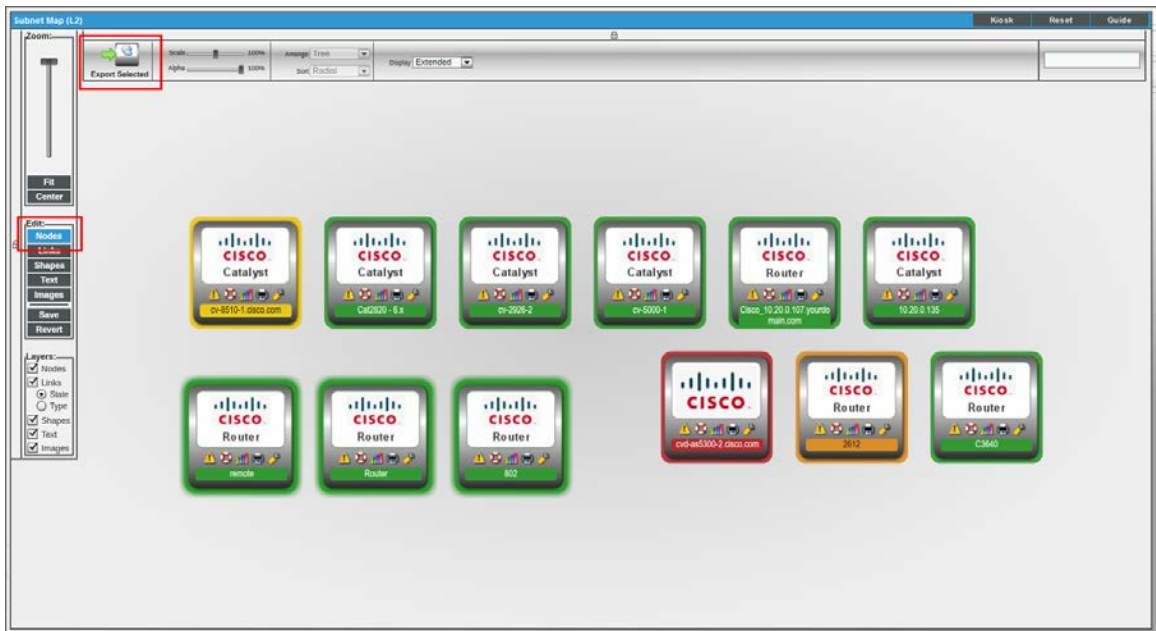 Subnet Map (L2)
Kiosk
Reset
Guide
Zoom:
Export Selected
Scale
100%
Arrange
Tree
Alpha
100%
Sort
Radial
Display
Extended
Fit
Center
Edit:
Nodes
Links
Shapes
Text
Images
Save
Revert
Layers:
Nodes
Links
State
Type
Shapes
Text
Images
CISCO
Catalyst
cv-8510-1.cisco.com
CISCO
Catalyst
Cat2820 - 6.x
CISCO
Catalyst
cv-2926-2
CISCO
Catalyst
cv-5000-1
CISCO
Router
Cisco_10.20.0.107.yourdo
main.com
CISCO
Catalyst
10.20.0.135
CISCO
Router
remote
CISCO
Router
Router
CISCO
Router
802
CISCO
cvd-as5300-2.cisco.com
CISCO
Router
2612
CISCO
Router
C3640